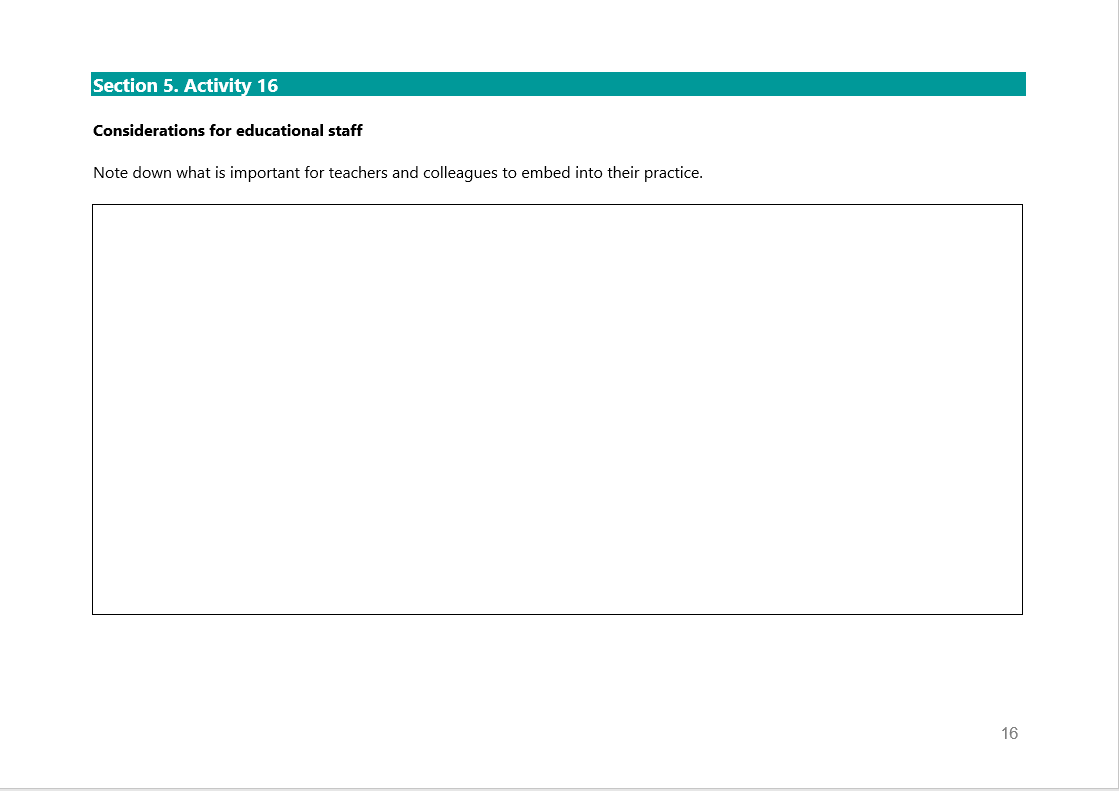 Section 5. Activity 16
Considerations for educational staff
Note down what is important for teachers and colleagues to embed into their practice.
16